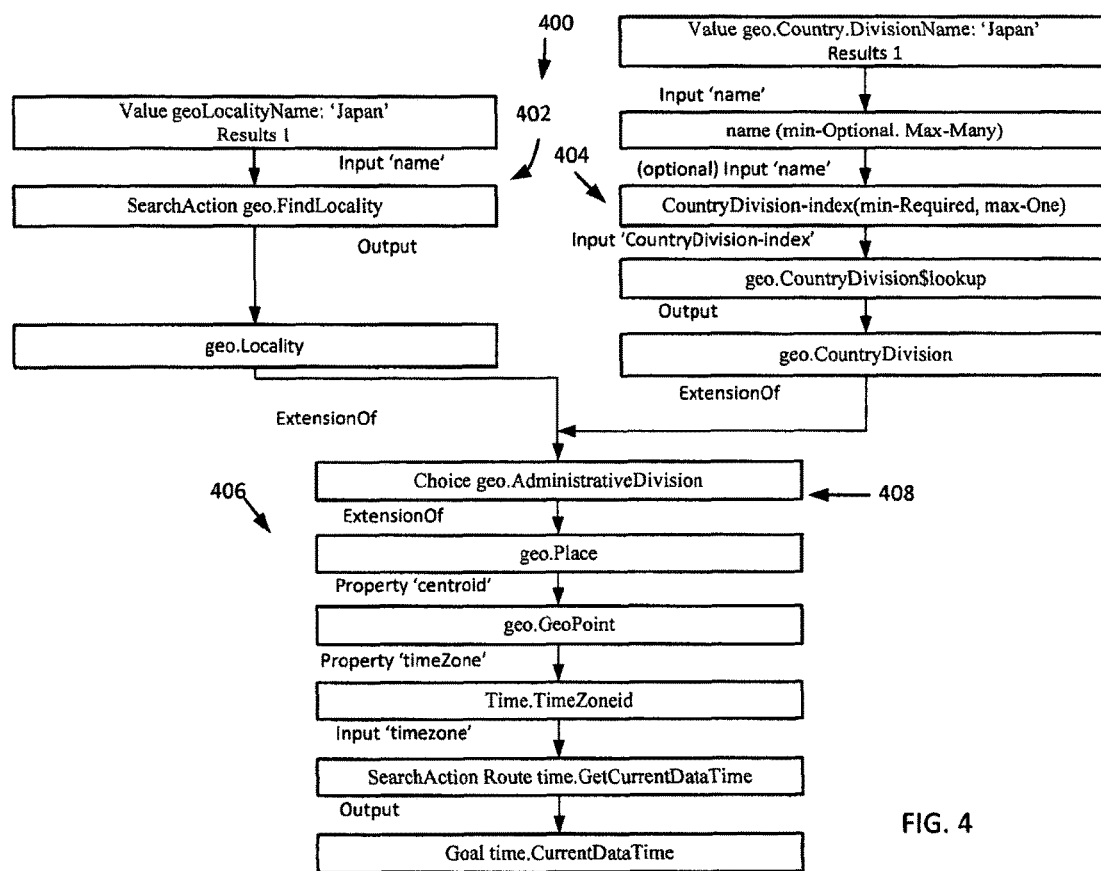 400
Value geo.Country.DivisionName: 'Japan'
Results 1
Input 'name'
402
Value geoLocalityName: 'Japan'
Results 1
Input 'name'
name (min-Optional. Max-Many)
404
(optional) Input 'name'
SearchAction geo.FindLocality
CountryDivision-index(min-Required, max-One)
Output
Input 'CountryDivision-index'
geo.CountryDivision$lookup
Output
geo.Locality
geo.CountryDivision
ExtensionOf
ExtensionOf
Choice geo.AdministrativeDivision
406
408
ExtensionOf
geo.Place
Property 'centroid'
geo.GeoPoint
Property 'timeZone'
Time.TimeZoneid
Input 'timezone'
SearchAction Route time.GetCurrentDataTime
Output
Goal time.CurrentDataTime
FIG. 4